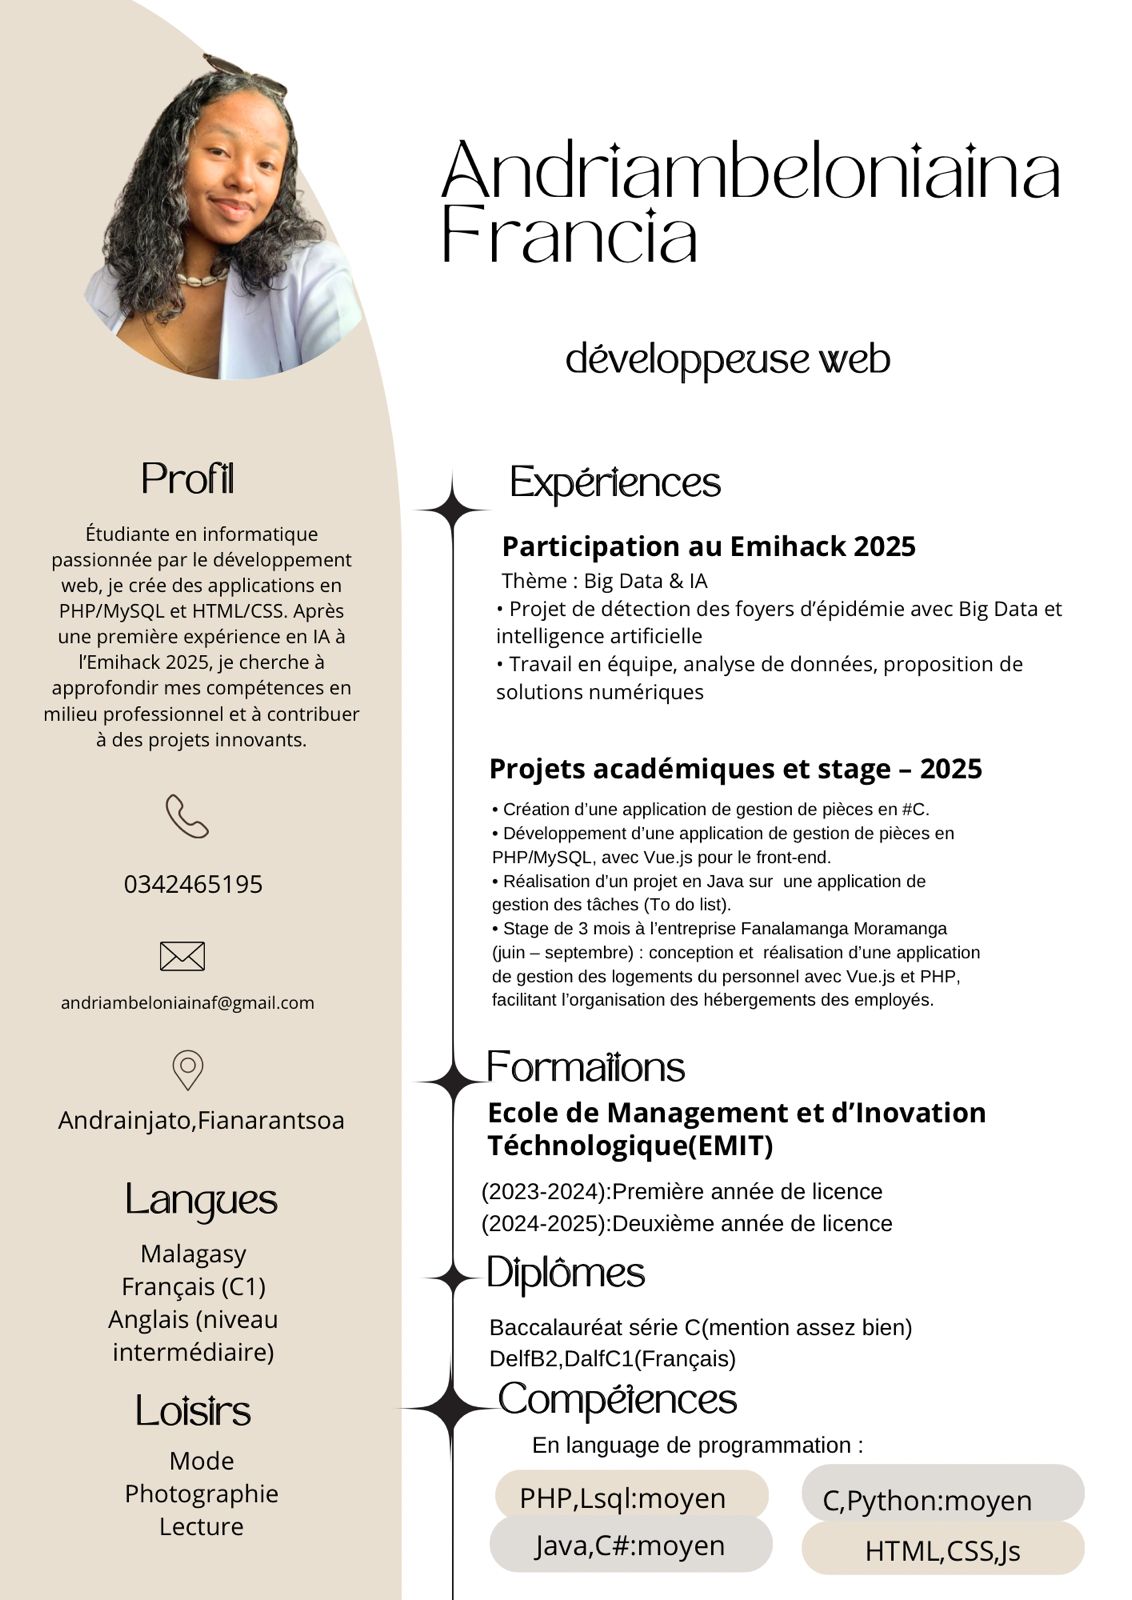 Andriambeloniaina
Francia
développeuse web
Profil
Étudiante en informatique
passionnée par le développement
web, je crée des applications en
PHP/MySQL et HTML/CSS. Après
une première expérience en IA à
l’Emihack 2025, je cherche à
approfondir mes compétences en
milieu professionnel et à contribuer
à des projets innovants.
0342465195
andriambeloniainaf@gmail.com
Andrainjato,Fianarantsoa
Langues
Malagasy
Français (C1)
Anglais (niveau
intermédiaire)
Loisirs
Mode
Photographie
Lecture
Expériences
Participation au Emihack 2025
Thème : Big Data & IA
• Projet de détection des foyers d’épidémie avec Big Data et
intelligence artificielle
• Travail en équipe, analyse de données, proposition de
solutions numériques
Projets académiques et stage – 2025
• Création d’une application de gestion de pièces en #C.
• Développement d’une application de gestion de pièces en
PHP/MySQL, avec Vue.js pour le front-end.
• Réalisation d’un projet en Java sur  une application de
gestion des tâches (To do list).
• Stage de 3 mois à l’entreprise Fanalamanga Moramanga
(juin – septembre) : conception et  réalisation d’une application
de gestion des logements du personnel avec Vue.js et PHP,
facilitant l’organisation des hébergements des employés.
Formations
Ecole de Management et d’Inovation
Téchnologique(EMIT)
(2023-2024):Première année de licence
(2024-2025):Deuxième année de licence
Diplômes
Baccalauréat série C(mention assez bien)
DelfB2,DalfC1(Français)
Compétences
En language de programmation :
PHP,Lsql:moyen
C,Python:moyen
Java,C#:moyen
HTML,CSS,Js